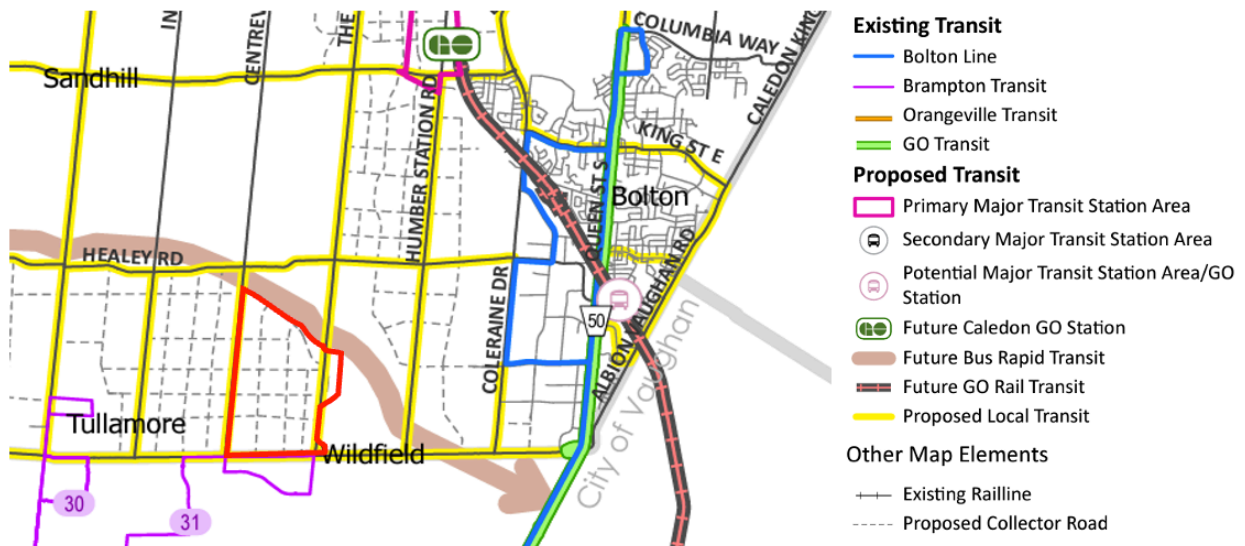 IN
CENTREV
THE
GO
COLUMBIA WAY
CALEDON KING
Sandhill
HUMBER STATION RD
KING ST E
QUEEN ST S
Bolton
HEALEY RD
COLERAINE DR
50
ALBION VAUGHAN RD
City of Vaughan
Tullamore
Wildfield
30
31
Existing Transit
Bolton Line
Brampton Transit
Orangeville Transit
GO Transit
Proposed Transit
Primary Major Transit Station Area
Secondary Major Transit Station Area
Potential Major Transit Station Area/GO
Station
GO
Future Caledon GO Station
Future Bus Rapid Transit
Future GO Rail Transit
Proposed Local Transit
Other Map Elements
Existing Railline
Proposed Collector Road